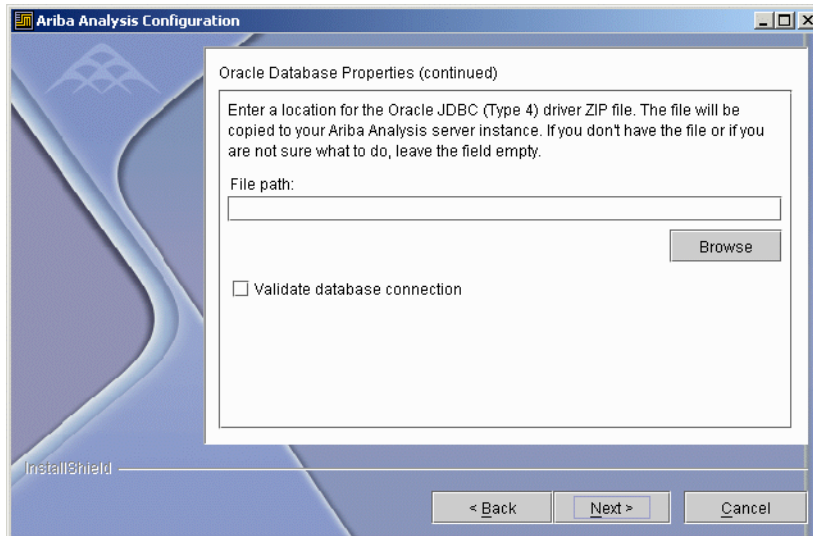 Ariba Analysis Configuration
Oracle Database Properties (continued)
Enter a location for the Oracle JDBC (Type 4) driver ZIP file. The file will be
copied to your Ariba Analysis server instance. If you don't have the file or if you
are not sure what to do, leave the field empty.
File path:
Browse
Validate database connection
InstallShield
< Back Next > Cancel